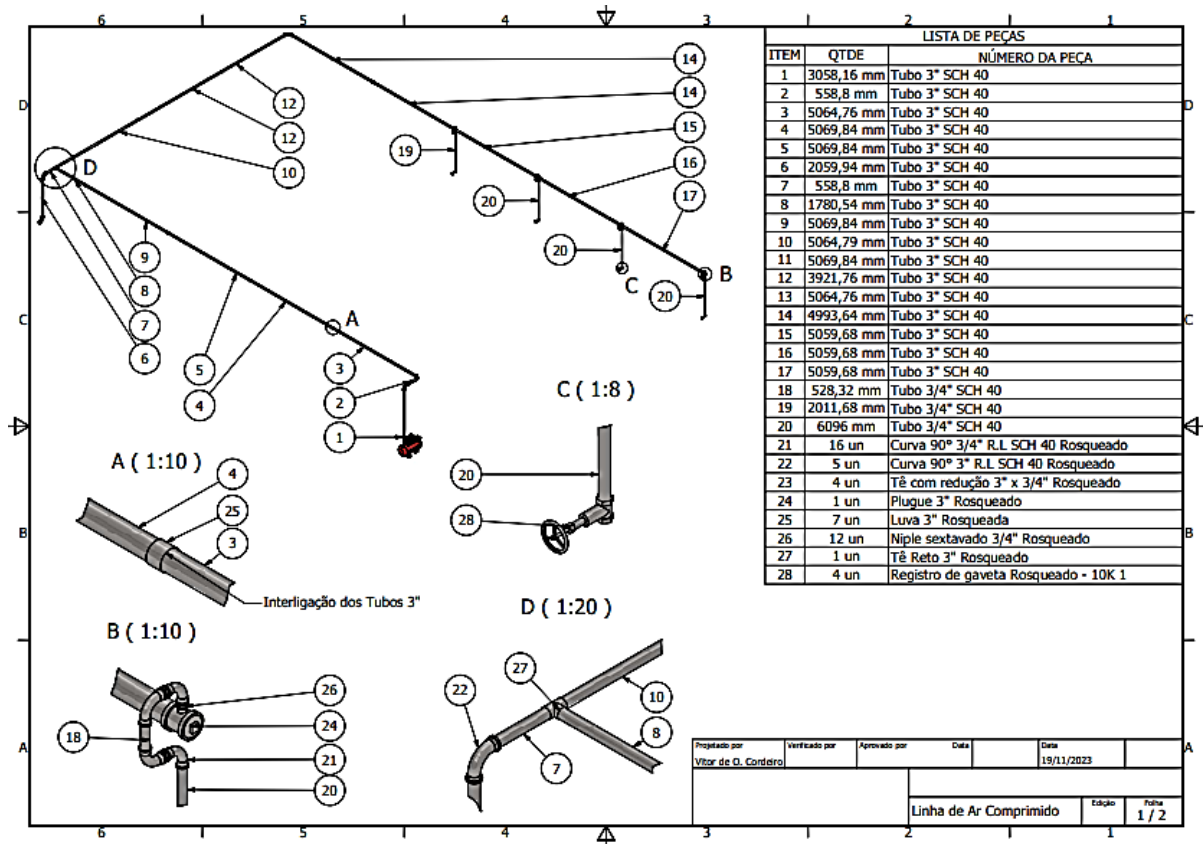 6 5 4 3 2 1
LISTA DE PEÇAS
ITEM QTDE NÚMERO DA PEÇA
1 3058,16 mm Tubo 3" SCH 40
2 558,8 mm Tubo 3" SCH 40
3 5064,76 mm Tubo 3" SCH 40
4 5069,84 mm Tubo 3" SCH 40
5 5069,84 mm Tubo 3" SCH 40
6 2059,94 mm Tubo 3" SCH 40
7 558,8 mm Tubo 3" SCH 40
8 1780,54 mm Tubo 3" SCH 40
9 5069,84 mm Tubo 3" SCH 40
10 5064,79 mm Tubo 3" SCH 40
11 5069,84 mm Tubo 3" SCH 40
12 3921,76 mm Tubo 3" SCH 40
13 5064,76 mm Tubo 3" SCH 40
14 4993,64 mm Tubo 3" SCH 40
15 5059,68 mm Tubo 3" SCH 40
16 5059,68 mm Tubo 3" SCH 40
17 5059,68 mm Tubo 3" SCH 40
18 528,32 mm Tubo 3/4" SCH 40
19 2011,68 mm Tubo 3/4" SCH 40
20 6096 mm Tubo 3/4" SCH 40
21 16 un Curva 90° 3/4" R.L SCH 40 Rosqueado
22 5 un Curva 90° 3" R.L SCH 40 Rosqueado
23 4 un Tê com redução 3" x 3/4" Rosqueado
24 1 un Plugue 3" Rosqueado
25 7 un Luva 3" Rosqueada
26 12 un Niple sextavado 3/4" Rosqueado
27 1 un Tê Reto 3" Rosqueado
28 4 un Registro de gaveta Rosqueado - 10K 1
14
14
15
16
17
12
12
10
19
20
20
20
D
B
C
A
9
8
7
6
5
4
3
2
1
D
C
B
A
D
C
B
A
A ( 1:10 )
4
25
3
Interligação dos Tubos 3"
C ( 1:8 )
20
28
B ( 1:10 )
26
24
18
21
20
D ( 1:20 )
27
22
10
8
7
Projetado por Verificado por Aprovado por Data Data
Vitor de O. Cordeiro 19/11/2023
Linha de Ar Comprimido Edição Folha
1 / 2
6 5 4 3 2 1